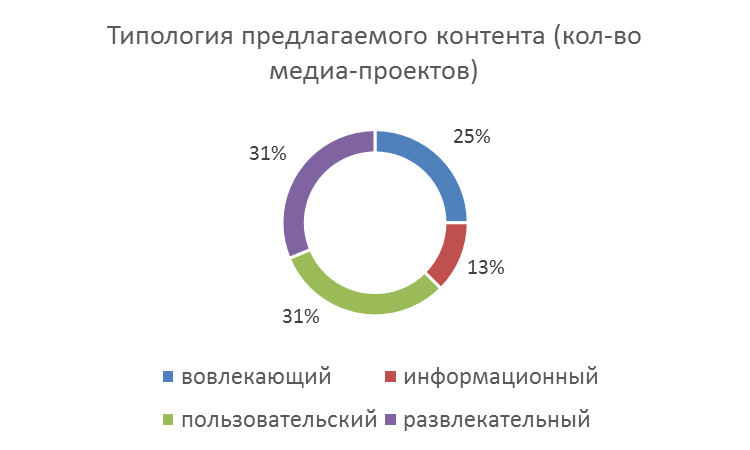 Типология предлагаемого контента (кол-во
медиа-проектов)
31%
25%
13%
31%
вовлекающий
информационный
пользовательский
развлекательный